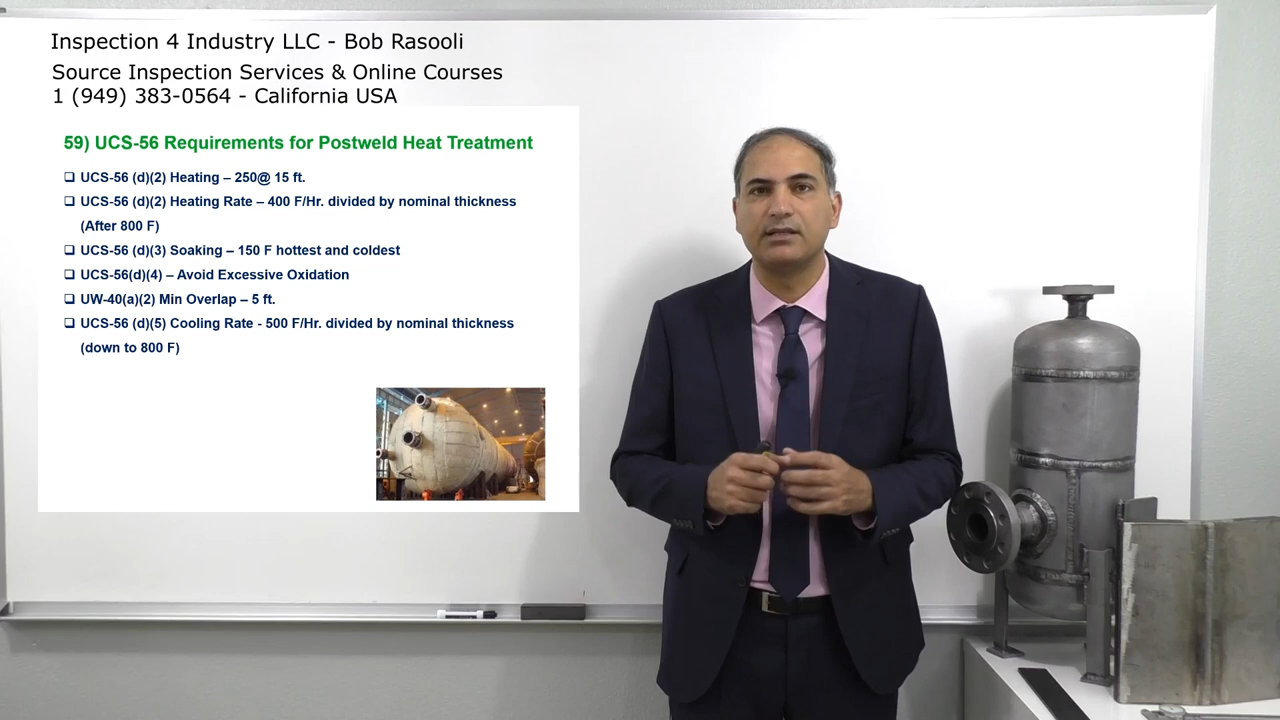 Inspection 4 Industry LLC - Bob Rasooli
Source Inspection Services & Online Courses
1 (949) 383-0564 - California USA
59) UCS-56 Requirements for Postweld Heat Treatment
❑ UCS-56 (d)(2) Heating – 250@ 15 ft.
❑ UCS-56 (d)(2) Heating Rate – 400 F/Hr. divided by nominal thickness
(After 800 F)
❑ UCS-56 (d)(3) Soaking – 150 F hottest and coldest
❑ UCS-56(d)(4) – Avoid Excessive Oxidation
❑ UW-40(a)(2) Min Overlap – 5 ft.
❑ UCS-56 (d)(5) Cooling Rate - 500 F/Hr. divided by nominal thickness
(down to 800 F)